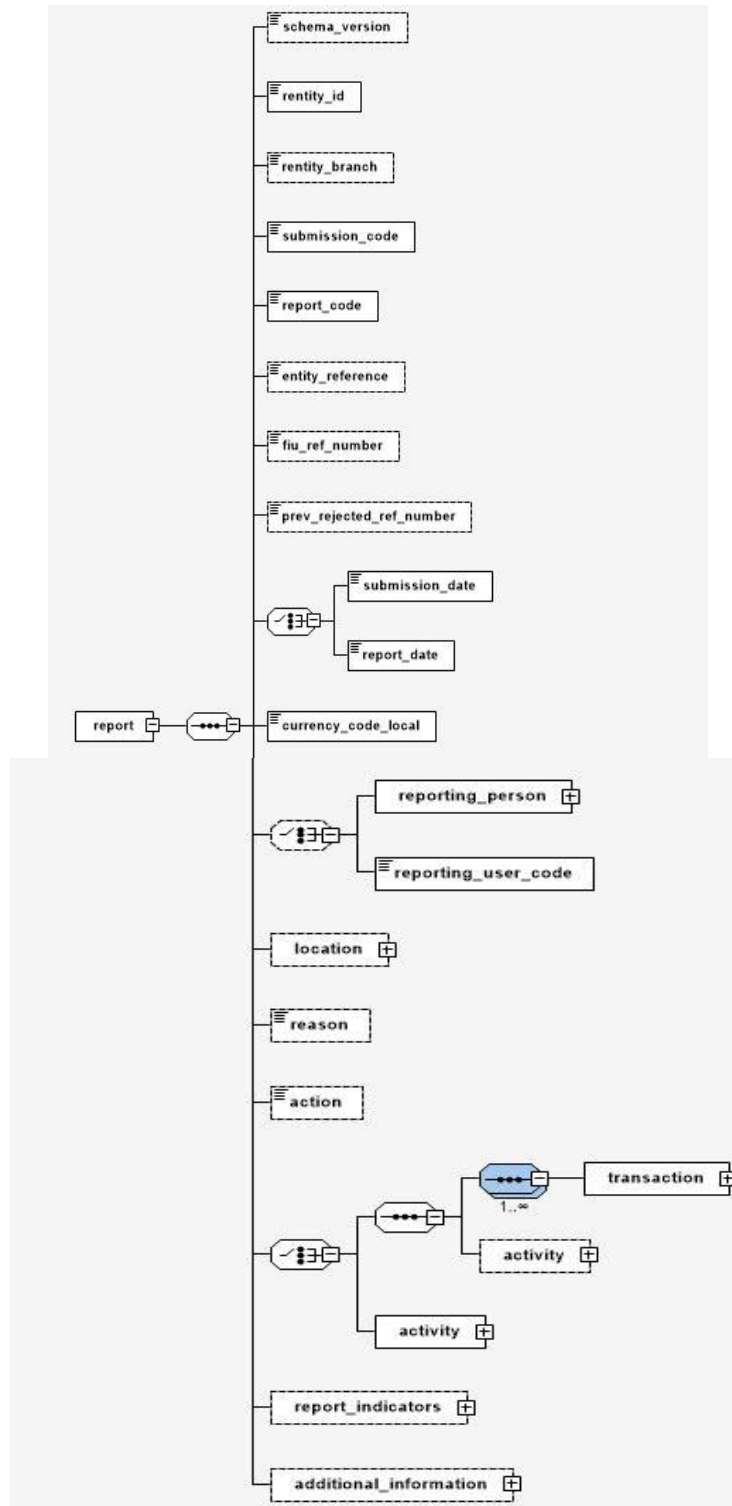 schema_version
rentity_id
rentity_branch
submission_code
report_code
entity_reference
fiu_ref_number
prev_rejected_ref_number
submission_date
report_date
report
currency_code_local
reporting_person
reporting_user_code
location
reason
action
transaction
1..∞
activity
activity
report_indicators
additional_information